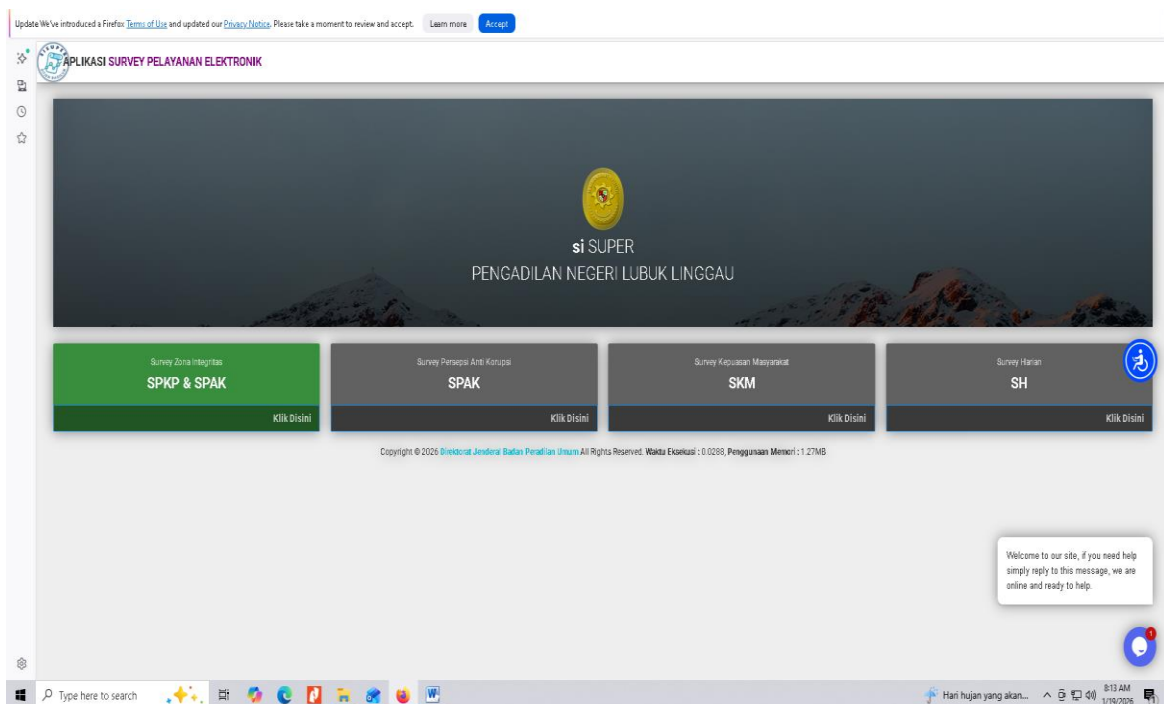 Update We've introduced a Firefox Terms of Use and updated our Privacy Notice. Please take a moment to review and accept. Learn more Accept
APLIKASI SURVEY PELAYANAN ELEKTRONIK
si SUPER
PENGADILAN NEGERI LUBUK LINGGAU
Survey Zona Integritas
SPKP & SPAK
Klik Disini
Survey Persepsi Anti Korupsi
SPAK
Klik Disini
Survey Kepuasan Masyarakat
SKM
Klik Disini
Survey Harian
SH
Klik Disini
Copyright © 2026 Direktorat Jenderal Badan Peradilan Umum All Rights Reserved. Waktu Eksekusi : 0.0288, Penggunaan Memori : 1.27MB
Welcome to our site, if you need help
simply reply to this message, we are
online and ready to help.
1
Type here to search
Hari hujan yang akan...
8:13 AM
1/19/2026